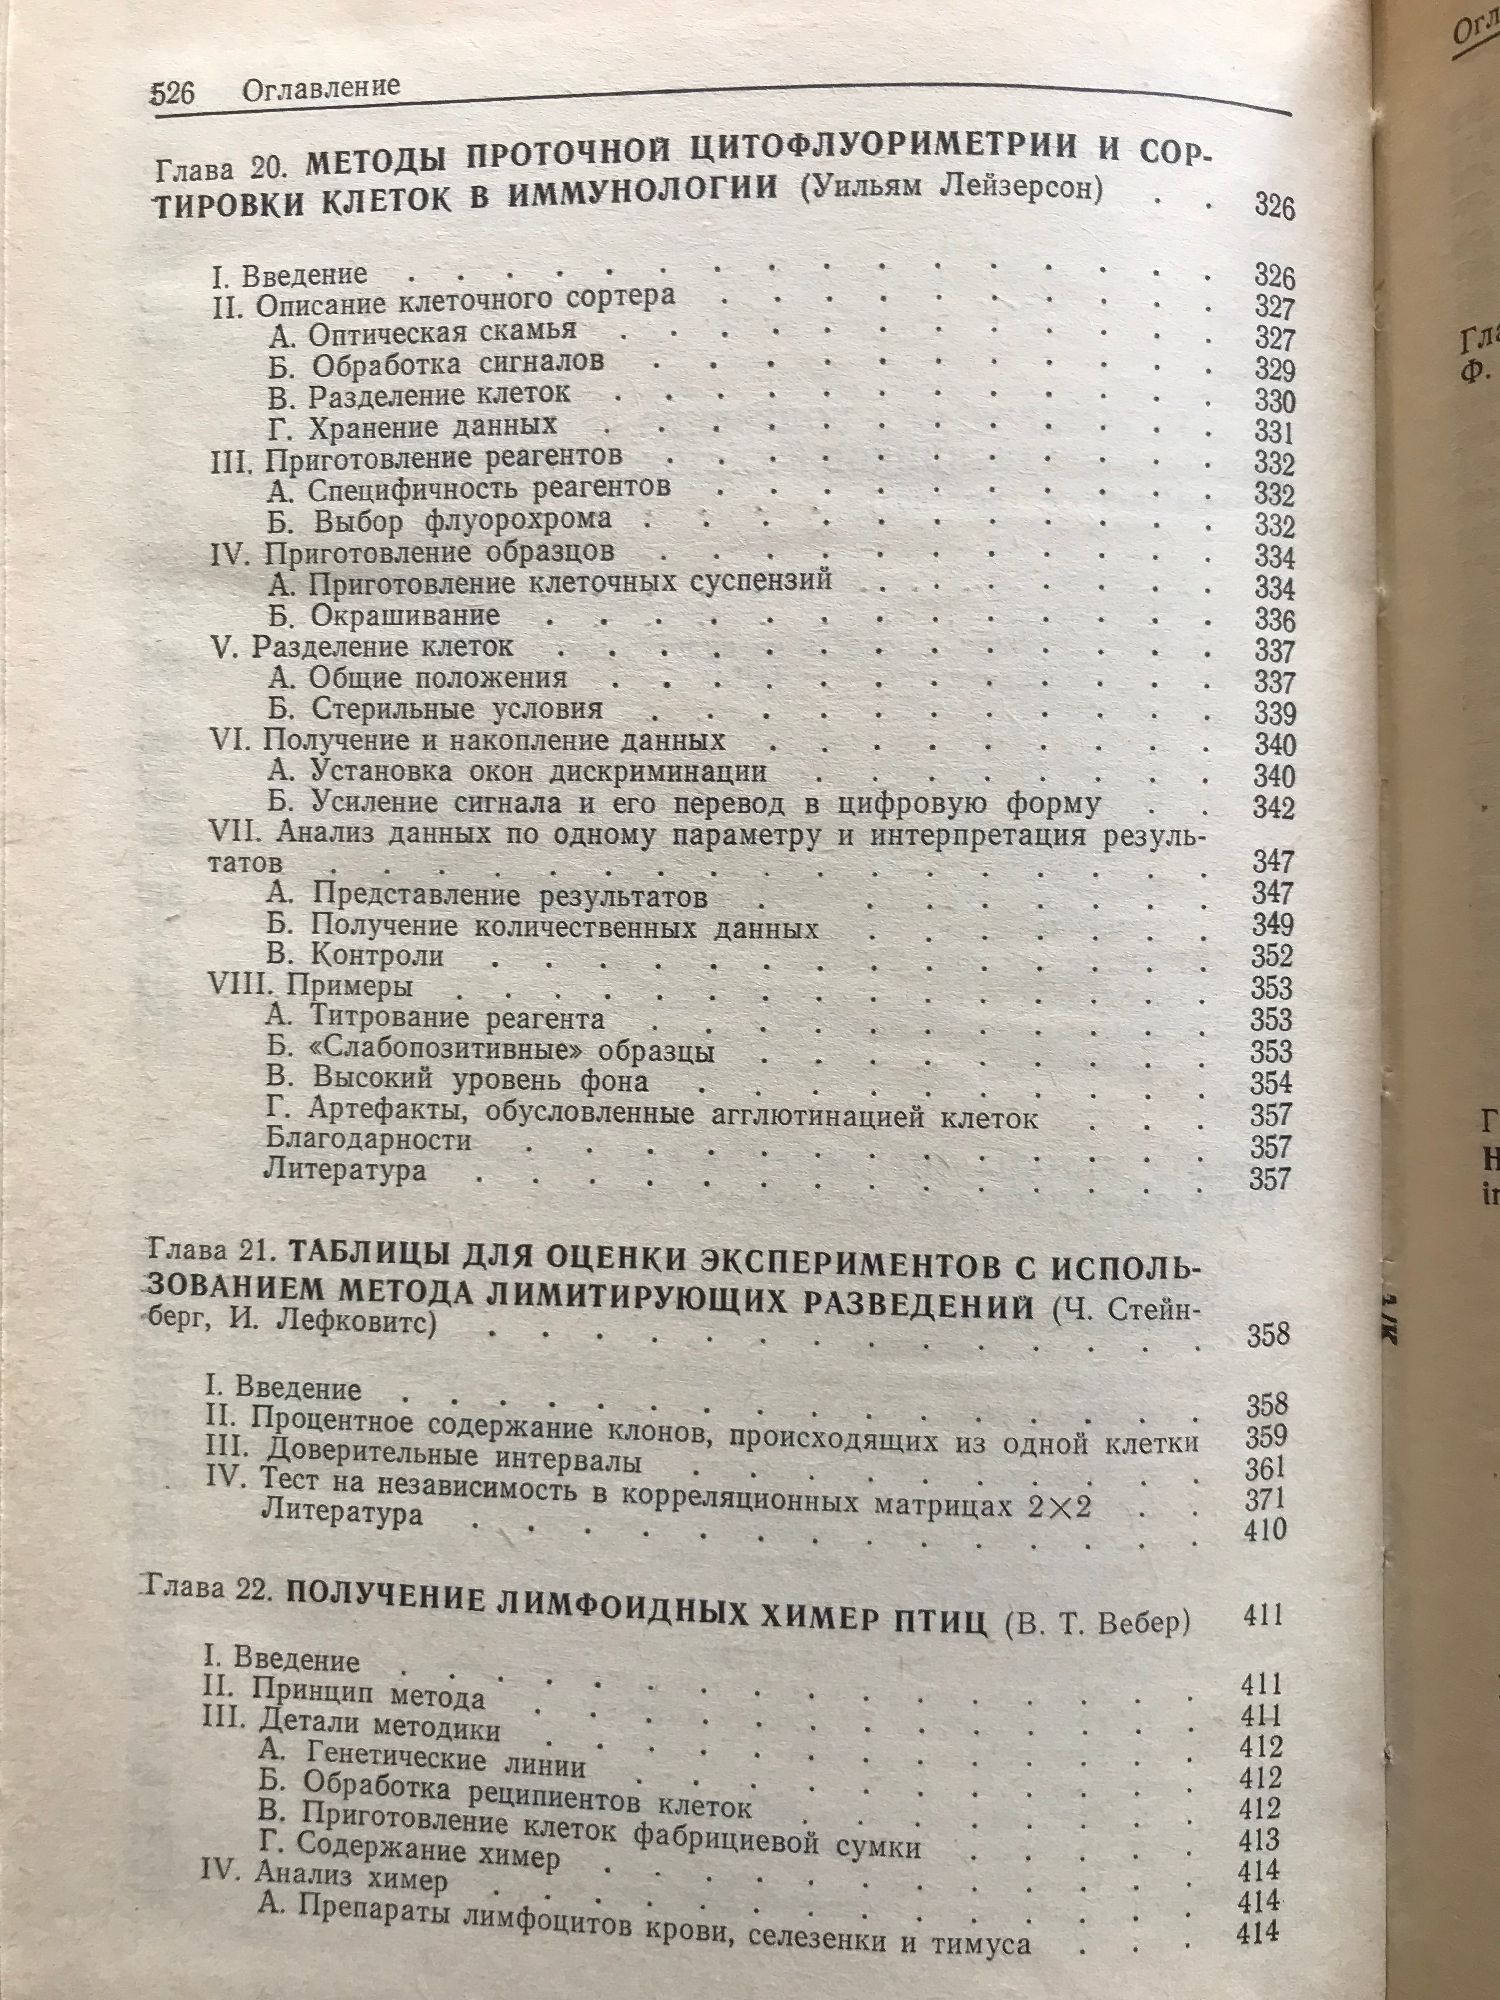 526 Оглавление
Глава 20. МЕТОДЫ ПРОТОЧНОЙ ЦИТОФЛУОРИМЕТРИИ И СОР-
ТИРОВКИ КЛЕТОК В ИММУНОЛОГИИ (Уильям Лейзерсон) . . 326
I. Введение . . . . . . . . . . . . . . . . 326
II. Описание клеточного сортера . . . . . . . . . . 327
А. Оптическая скамья . . . . . . . . . . . . 327
Б. Обработка сигналов . . . . . . . . . . . 329
В. Разделение клеток . . . . . . . . . . . . 330
Г. Хранение данных . . . . . . . . . . . . 331
III. Приготовление реагентов . . . . . . . . . . . 332
А. Специфичность реагентов . . . . . . . . . . 332
Б. Выбор флуорохрома . . . . . . . . . . . 332
IV. Приготовление образцов . . . . . . . . . . . 334
А. Приготовление клеточных суспензий . . . . . . . 334
Б. Окрашивание . . . . . . . . . . . . . 336
V. Разделение клеток . . . . . . . . . . . . . 337
А. Общие положения . . . . . . . . . . . . 337
Б. Стерильные условия . . . . . . . . . . . 339
VI. Получение и накопление данных . . . . . . . . . 340
А. Установка окон дискриминации . . . . . . . . 340
Б. Усиление сигнала и его перевод в цифровую форму . . 342
VII. Анализ данных по одному параметру и интерпретация резуль-
татов . . . . . . . . . . . . . . . . . 347
А. Представление результатов . . . . . . . . 347
Б. Получение количественных данных . . . . . . . 349
В. Контроли . . . . . . . . . . . . . . 352
VIII. Примеры . . . . . . . . . . . . . . . 353
А. Титрование реагента . . . . . . . . . . . 353
Б. «Слабопозитивные» образцы . . . . . . . . . 353
В. Высокий уровень фона . . . . . . . . . . 354
Г. Артефакты, обусловленные агглютинацией клеток . . . 357
Благодарности . . . . . . . . . . . . . 357
Литература . . . . . . . . . . . . . . 357
Глава 21. ТАБЛИЦЫ ДЛЯ ОЦЕНКИ ЭКСПЕРИМЕНТОВ С ИСПОЛЬ-
ЗОВАНИЕМ МЕТОДА ЛИМИТИРУЮЩИХ РАЗВЕДЕНИЙ (Ч. Стейн-
берг, И. Лефковитс) . . . . . . . . . . . . . . 358
I. Введение . . . . . . . . . . . . . . . . 358
II. Процентное содержание клонов, происходящих из одной клетки 359
III. Доверительные интервалы . . . . . . . . . . 361
IV. Тест на независимость в корреляционных матрицах 2×2 . . 371
Литература . . . . . . . . . . . . . . 410
Глава 22. ПОЛУЧЕНИЕ ЛИМФОИДНЫХ ХИМЕР ПТИЦ (В. Т. Вебер) 411
I. Введение . . . . . . . . . . . . . . . . 411
II. Принцип метода . . . . . . . . . . . . . 411
III. Детали методики . . . . . . . . . . . . . 412
А. Генетические линии . . . . . . . . . . . 412
Б. Обработка реципиентов клеток . . . . . . . . 412
В. Приготовление клеток фабрициевой сумки . . . . . 413
Г. Содержание химер . . . . . . . . . . . . 414
IV. Анализ химер . . . . . . . . . . . . . . 414
А. Препараты лимфоцитов крови, селезенки и тимуса . . . 414
Ф.